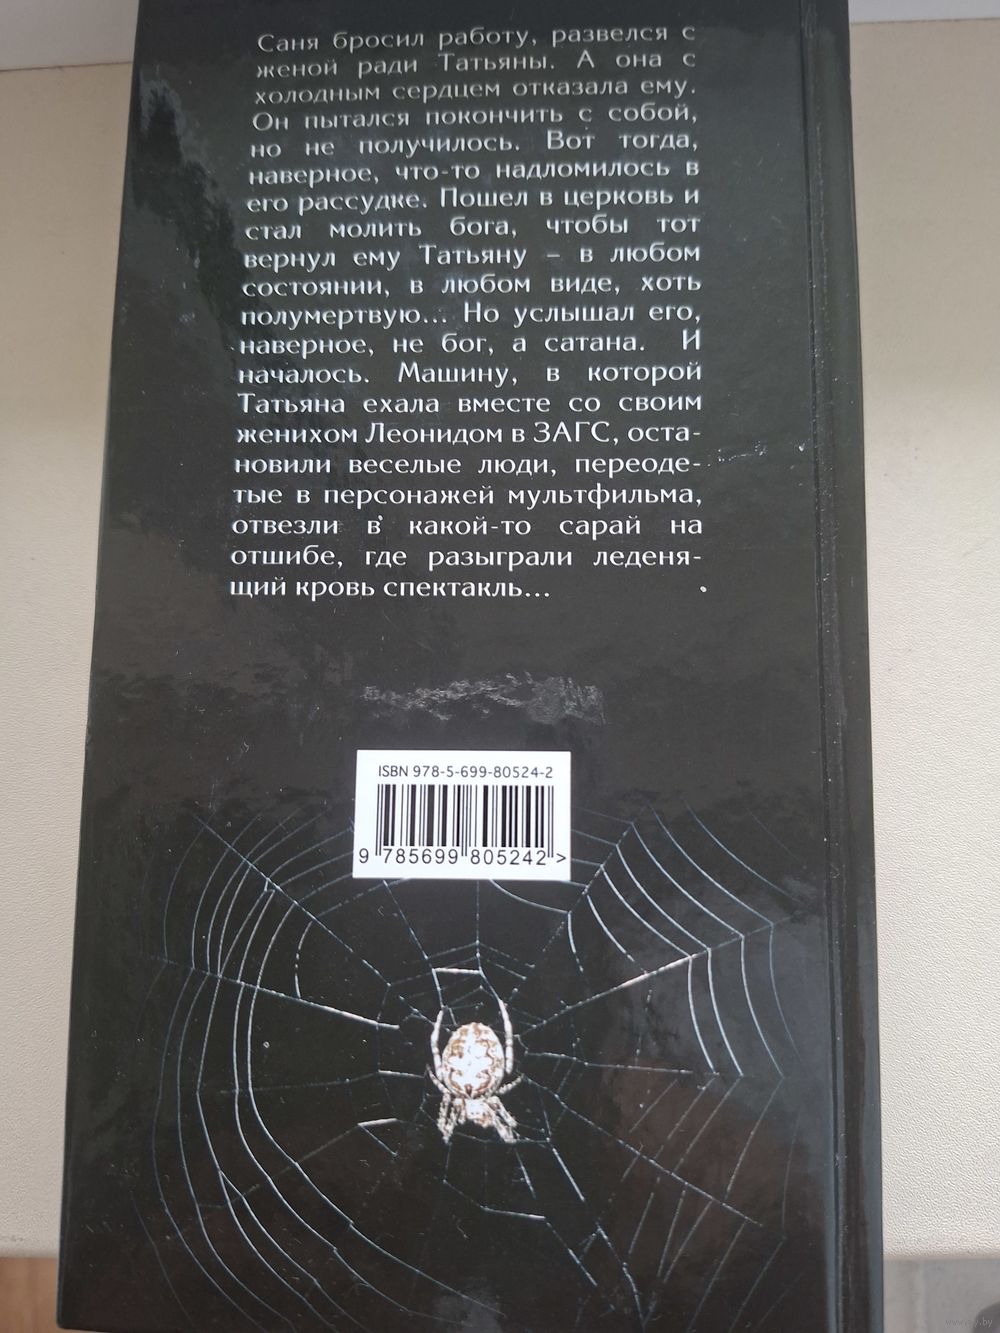 Саня бросил работу, развелся с
женой ради Татьяны. А она с
холодным сердцем отказала ему.
Он пытался покончить с собой,
но не получилось. Вот тогда,
наверное, что-то надломилось в
его рассудке. Пошел в церковь и
стал молить бога, чтобы тот
вернул ему Татьяну – в любом
состоянии, в любом виде, хоть
полумертвую... Но услышал его,
наверное, не бог, а сатана. И
началось. Машину, в которой
Татьяна ехала вместе со своим
женихом Леонидом в ЗАГС, оста-
новили веселые люди, переоде-
тые в персонажей мультфильма,
отвезли в какой-то сарай на
отшибе, где разыграли леденя-
щий кровь спектакль...
ISBN 978-5-699-80524-2
9 785699 805242 >